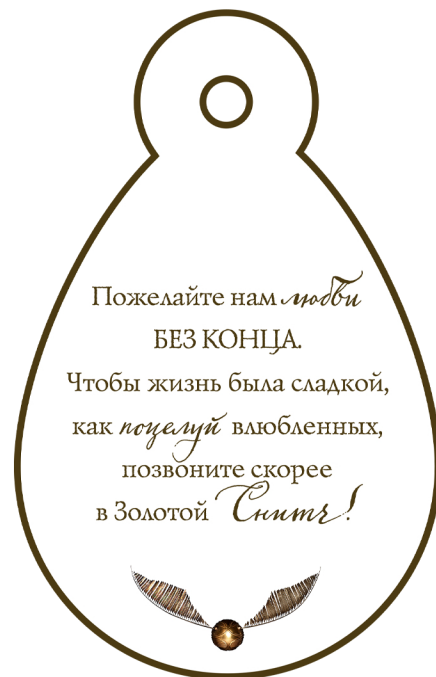 Пожелайте нам любви
БЕЗ КОНЦА.
Чтобы жизнь была сладкой,
как поцелуй влюбленных,
позвоните скорее
в Золотой Снитч!